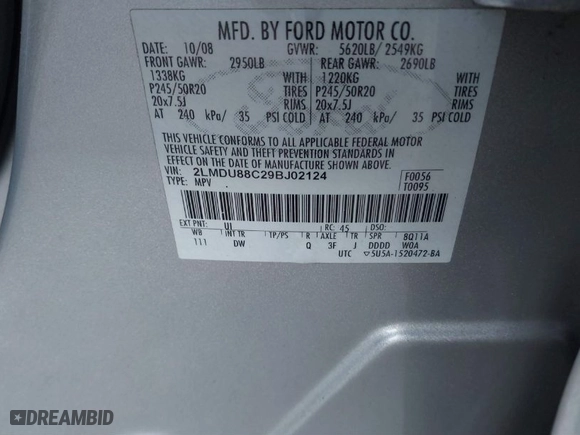 MFD. BY FORD MOTOR CO.
DATE: 10/08 GVWR: 5620LB/ 2549KG
FRONT GAWR: 2950LB REAR GAWR: 2690LB
1338KG WITH 1220KG WITH
P245/50R20 TIRES P245/50R20 TIRES
20x7.5J RIMS 20x7.5J RIMS
AT 240 kPa/ 35 PSI COLD AT 240 kPa/ 35 PSI COLD
THIS VEHICLE CONFORMS TO ALL APPLICABLE FEDERAL MOTOR
VEHICLE SAFETY AND THEFT PREVENTION STANDARDS IN
EFFECT ON THE DATE OF MANUFACTURE SHOWN ABOVE.
VIN: 2LMDU88C29BJ02124 F0056
TYPE: MPV T0095
EXT PNT: UI RC: 45 DSO:
WB INT TR TP/PS R AXLE TR SPR 8Q11A
111 DW Q 3F J DDDD WOA
UTC ▽5U5A-1520472-BA
Ford
DREAMBID